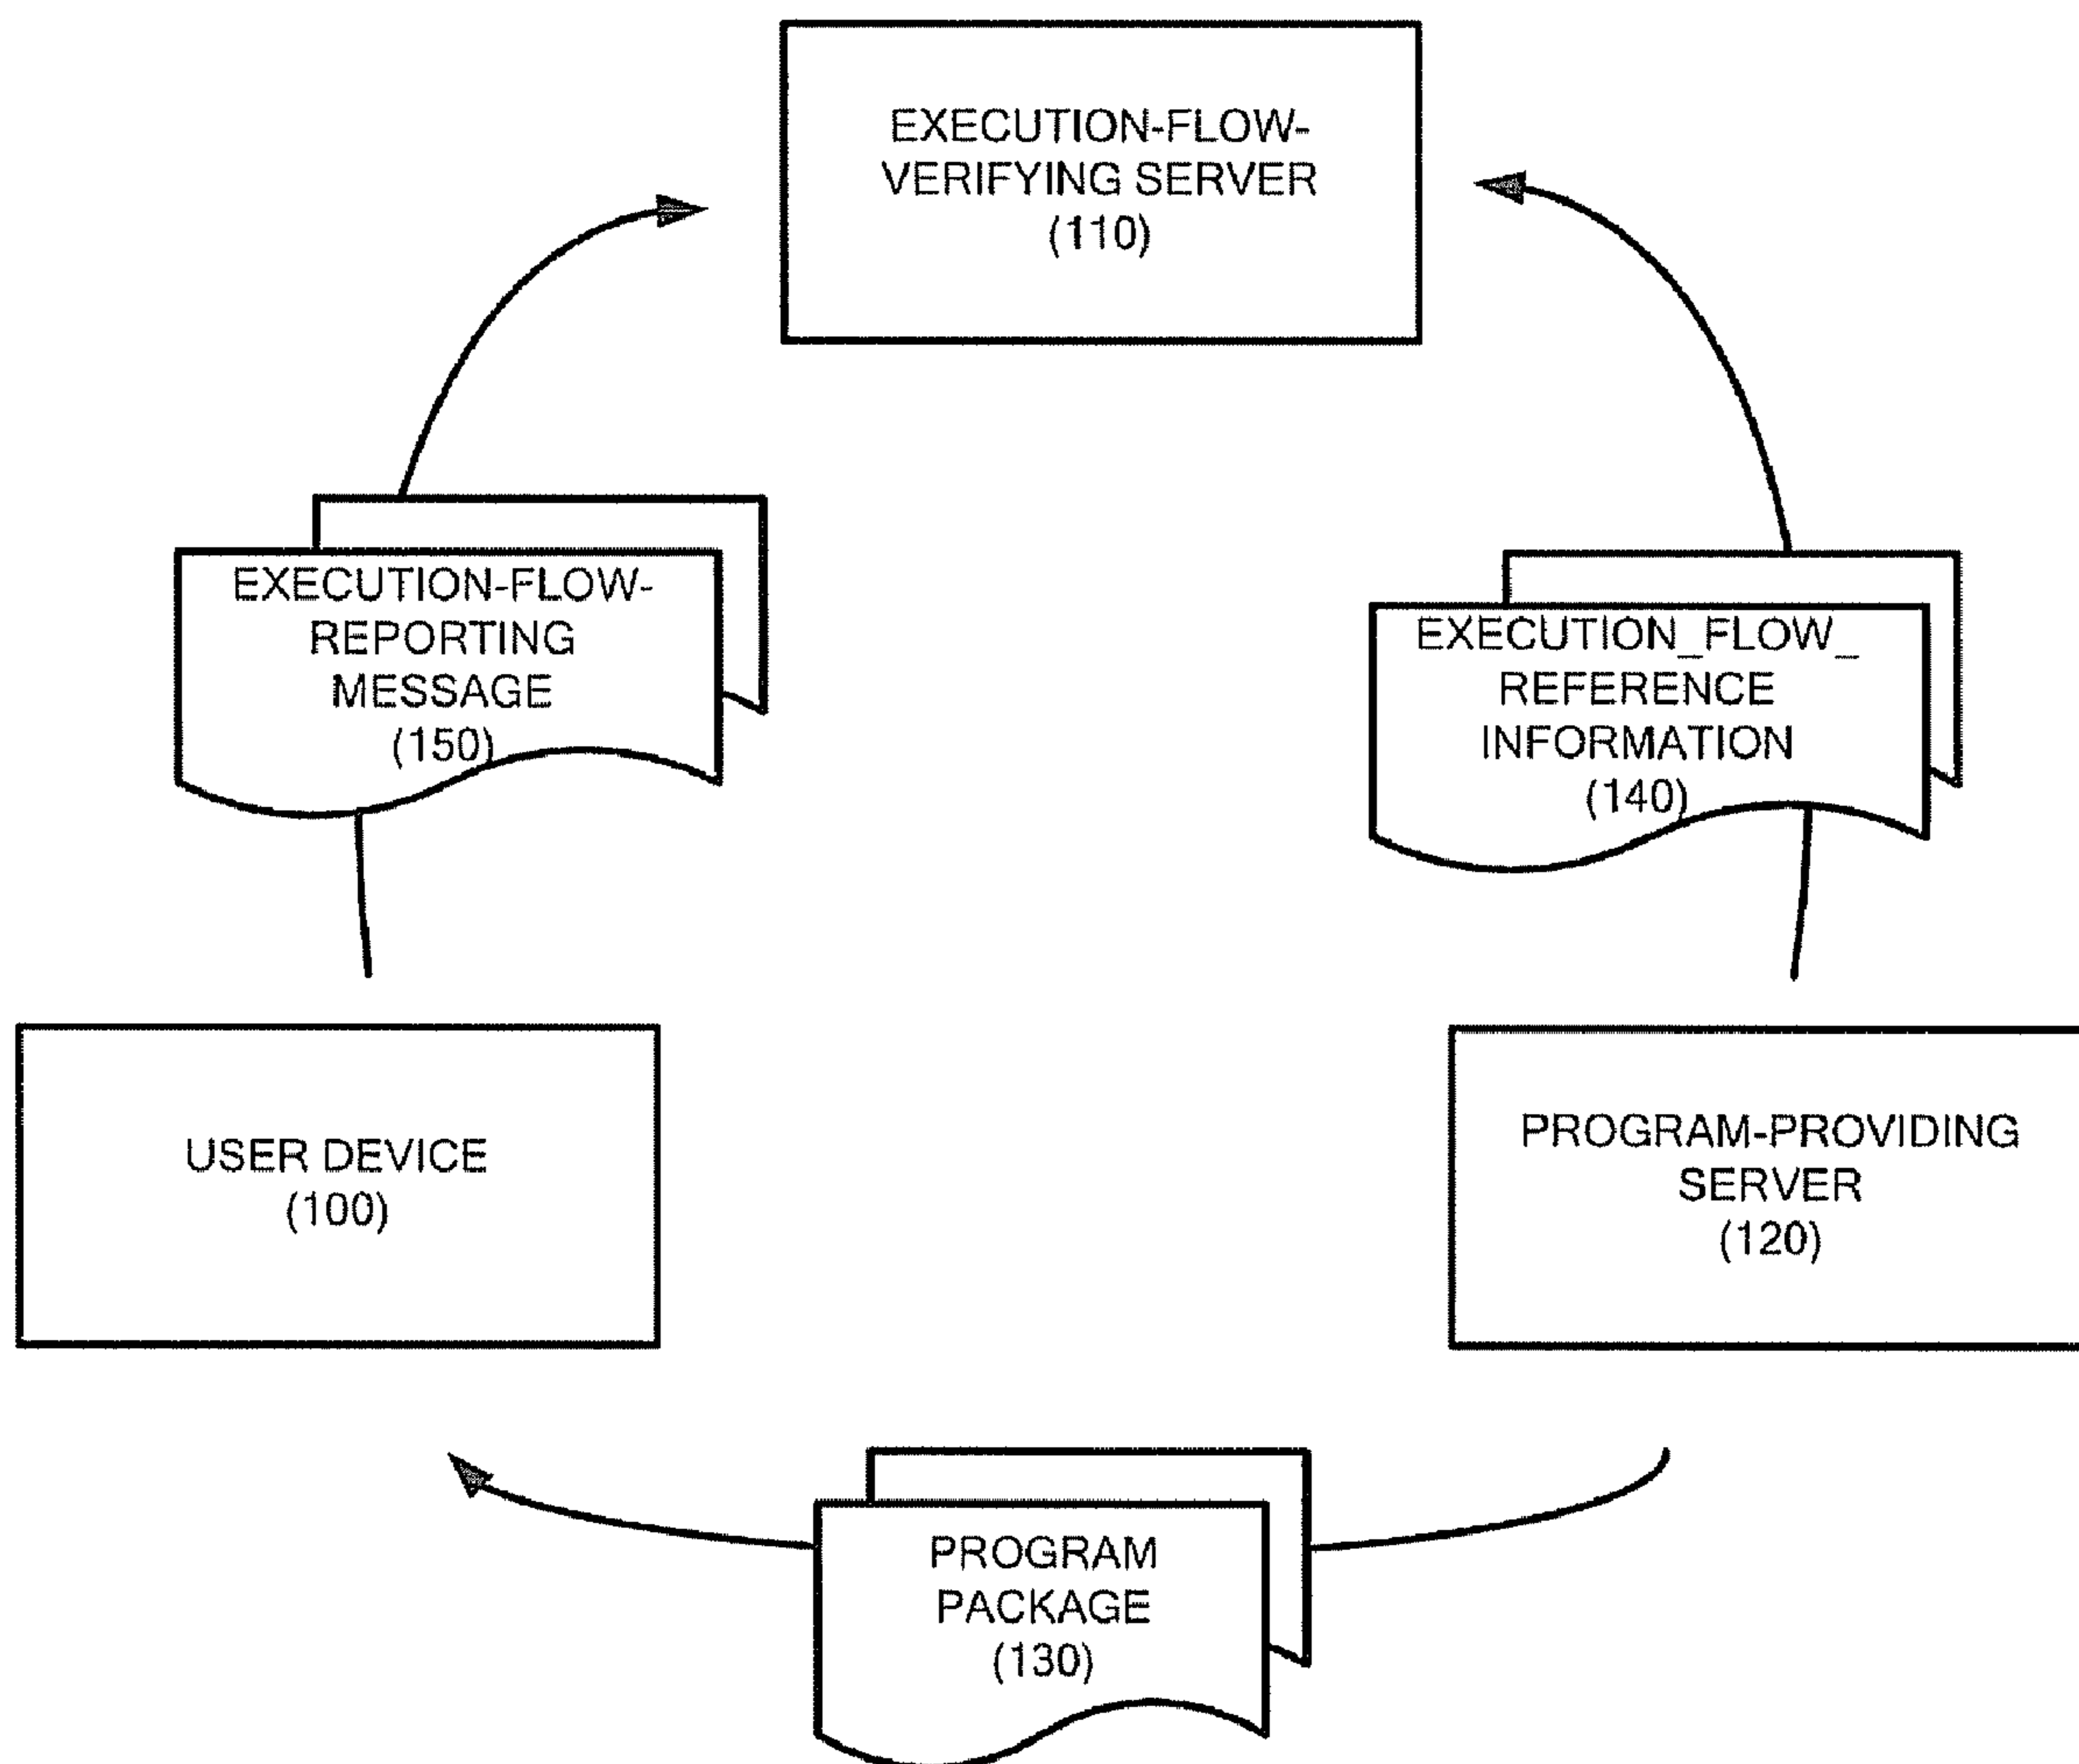 EXECUTION-FLOW-
VERIFYING SERVER
(110)
EXECUTION-FLOW-
REPORTING
MESSAGE
(150)
EXECUTION_FLOW_
REFERENCE
INFORMATION
(140)
USER DEVICE
(100)
PROGRAM-PROVIDING
SERVER
(120)
PROGRAM
PACKAGE
(130)